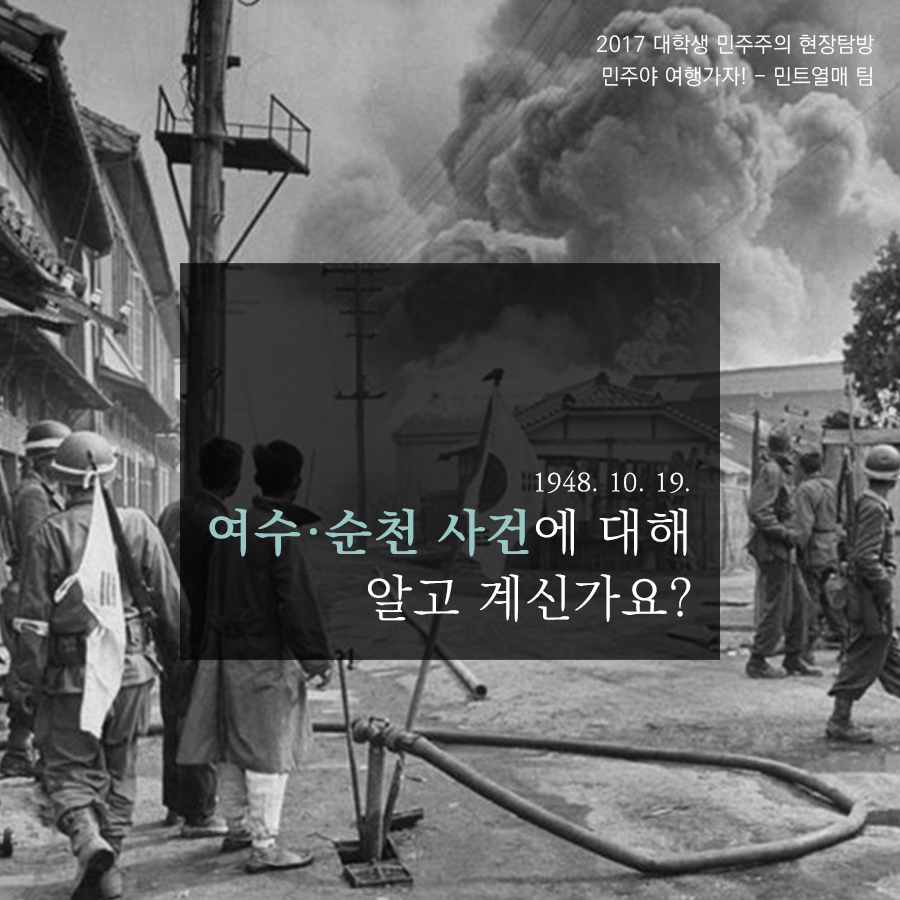 2017 대학생 민주주의 현장탐방
민주야 여행가자! - 민트열매 팀
1948. 10. 19.
여수·순천 사건에 대해
알고 계신가요?